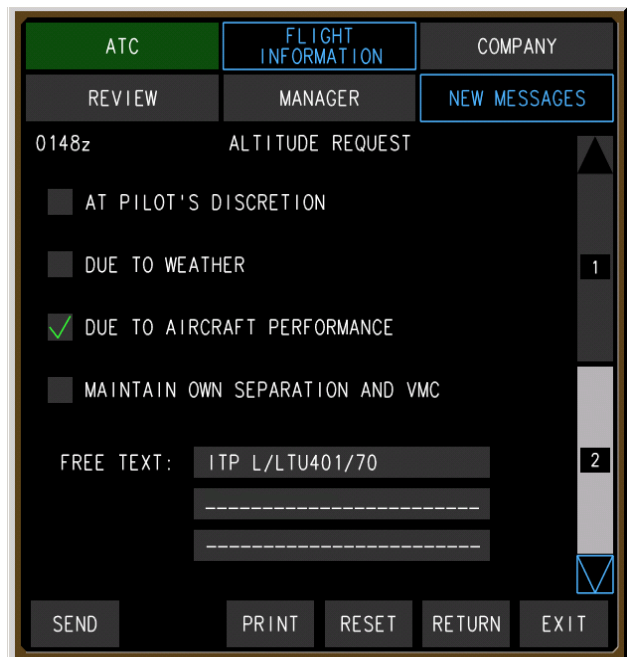 ATC
FLIGHT
INFORMATION
COMPANY
REVIEW
MANAGER
NEW MESSAGES
0148z
ALTITUDE REQUEST
AT PILOT'S DISCRETION
DUE TO WEATHER
1
DUE TO AIRCRAFT PERFORMANCE
MAINTAIN OWN SEPARATION AND VMC
FREE TEXT:
ITP L/LTU401/70
2
SEND
PRINT
RESET
RETURN
EXIT